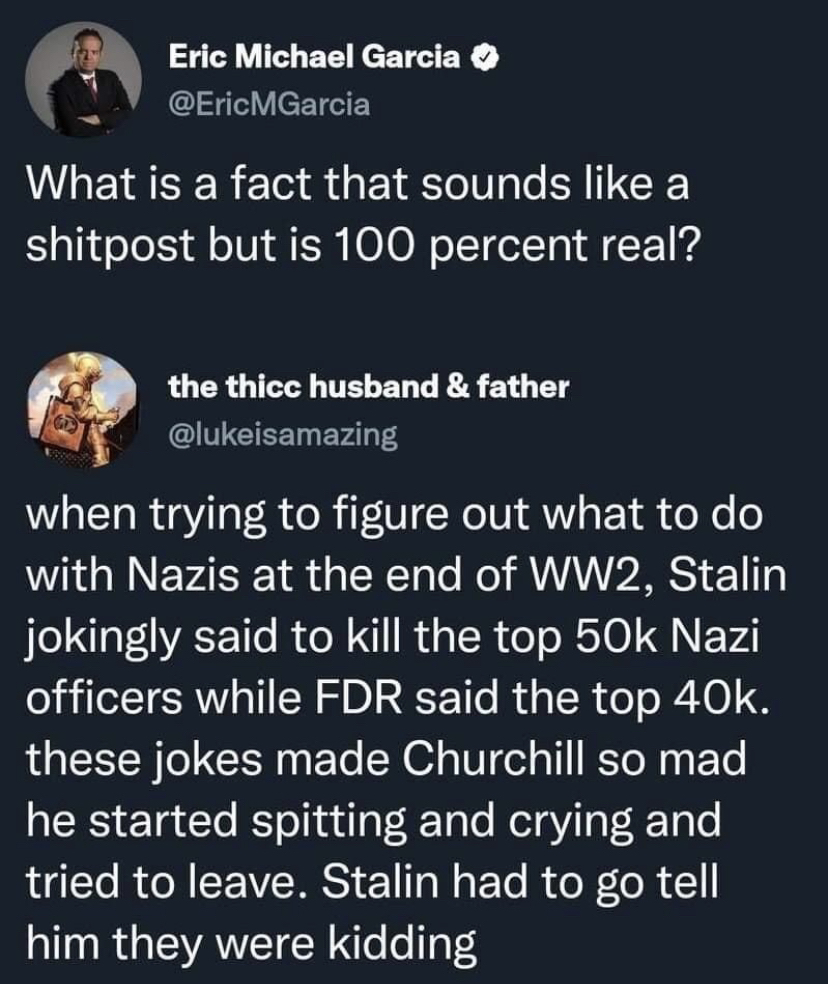 Eric Michael Garcia
@EricMGarcia
What is a fact that sounds like a
shitpost but is 100 percent real?
the thicc husband & father
@lukeisamazing
when trying to figure out what to do
with Nazis at the end of WW2, Stalin
jokingly said to kill the top 50k Nazi
officers while FDR said the top 40k.
these jokes made Churchill so mad
he started spitting and crying and
tried to leave. Stalin had to go tell
him they were kidding